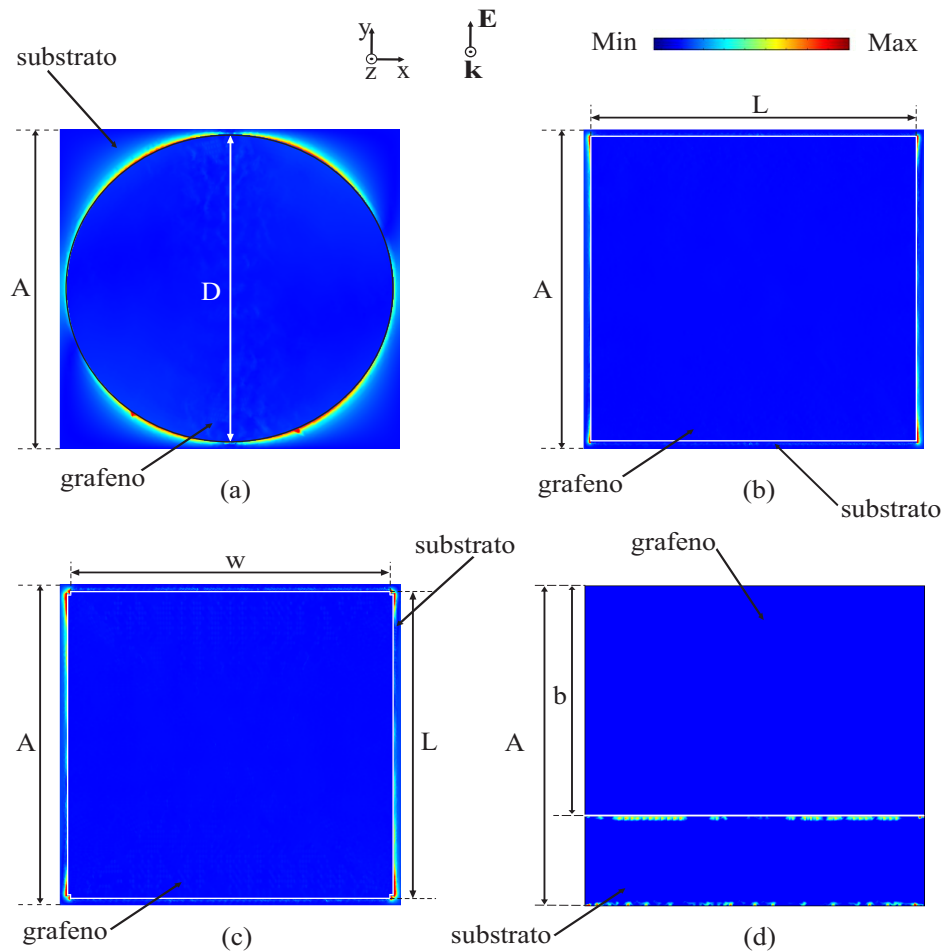 substrato
y
z
x
E
k
Min
Max
A
D
grafeno
(a)
L
A
grafeno
(b)
substrato
w
substrato
A
L
grafeno
(c)
grafeno
b
A
substrato
(d)